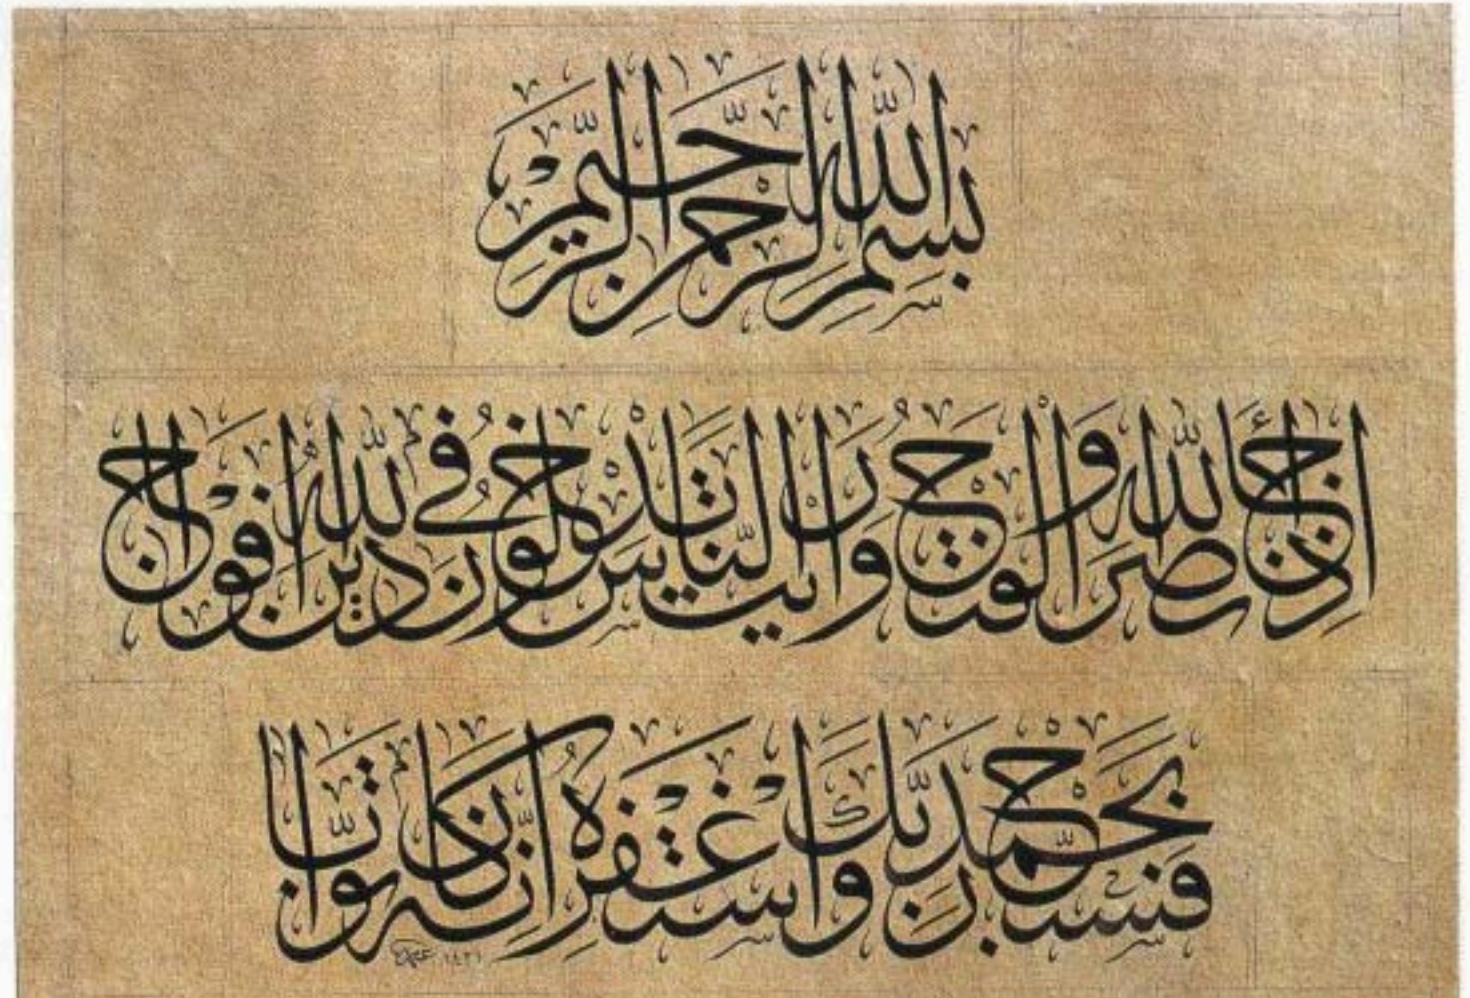 بسم الله الرحمن الرحيم
إذا جاء نصر الله والفتح ورأيت الناس يدخلون في دين الله أفواجا
فسبح بحمد ربك واستغفره إنه كان توابا
١٤٢١